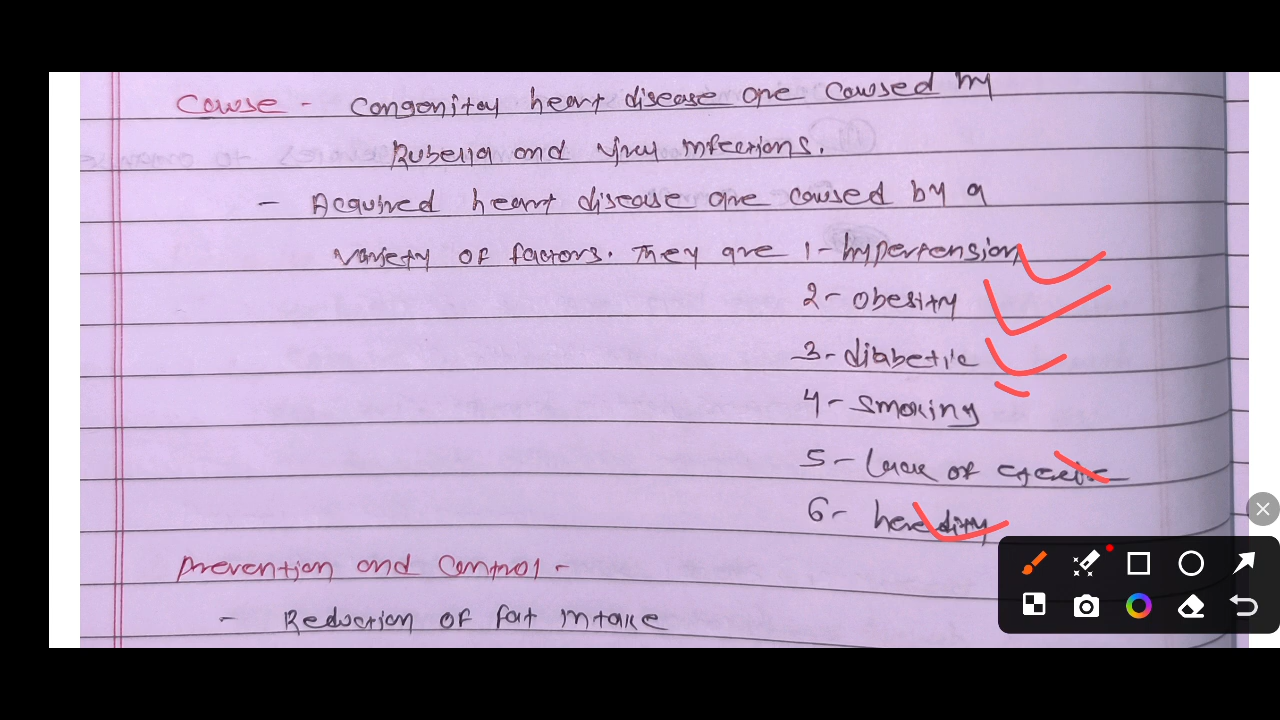 Cause - Congenital heart disease are caused by
Rubella and viral infections.
- Acquired heart disease are caused by a
variety of factors. They are 1- hypertension
2- obesity
3- diabetic
4- smoking
5- lack of
6- heredity
Prevention and Control -
- Reduction of fat intake